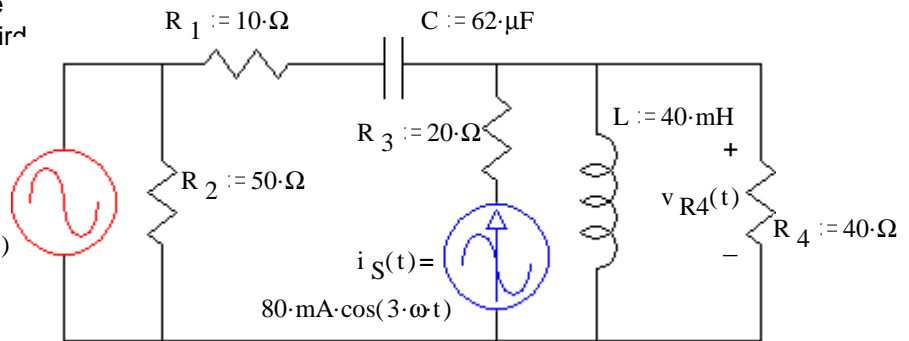 R 1 := 10·Ω
C := 62·μF
R 3 := 20·Ω
L := 40·mH
+
R 2 := 50·Ω
v R4(t)
R 4 := 40·Ω
)
i S(t) =
_
80·mA·cos(3·ω·t)